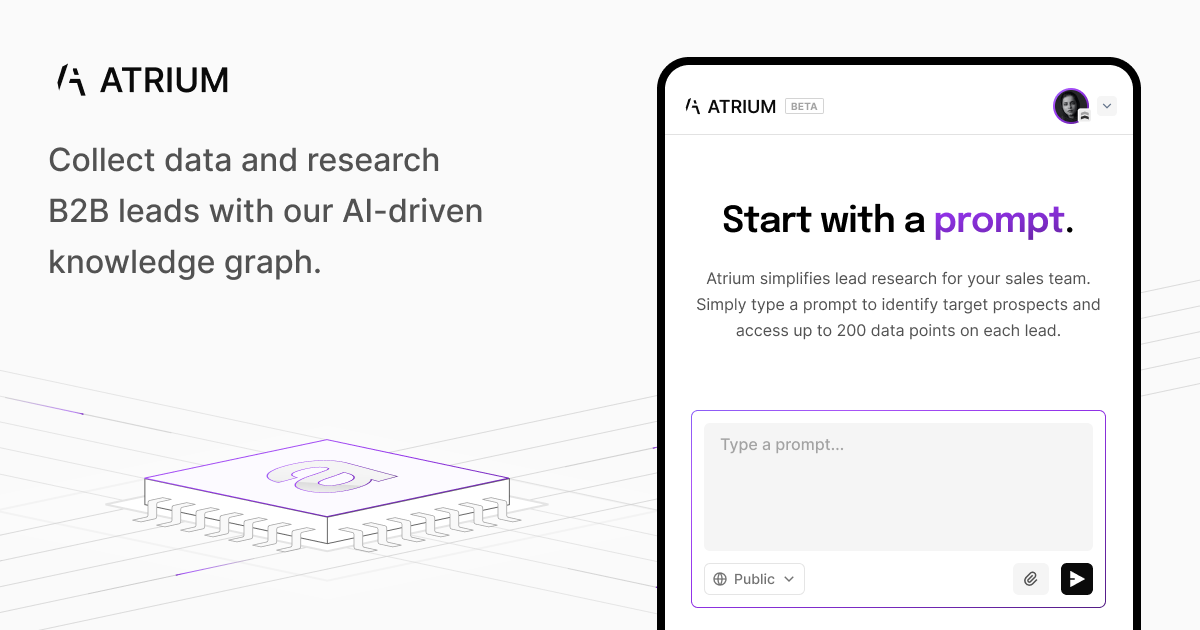 ATRIUM
Collect data and research
B2B leads with our AI-driven
knowledge graph.
ATRIUM BETA
Start with a prompt.
Atrium simplifies lead research for your sales team.
Simply type a prompt to identify target prospects and
access up to 200 data points on each lead.
Type a prompt...
Public
a